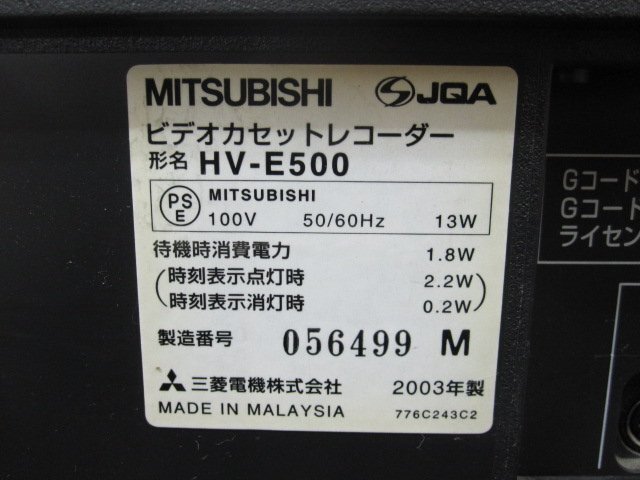 MITSUBISHI JQA
ビデオカセットレコーダー
形名 HV-E500
PS
E
MITSUBISHI
100V 50/60Hz 13W
待機時消費電力 1.8W
(時刻表示点灯時 2.2W
時刻表示消灯時 0.2W)
製造番号 056499 M
三菱電機株式会社 2003年製
MADE IN MALAYSIA 776C243C2
Gコード
Gコード
ライセン